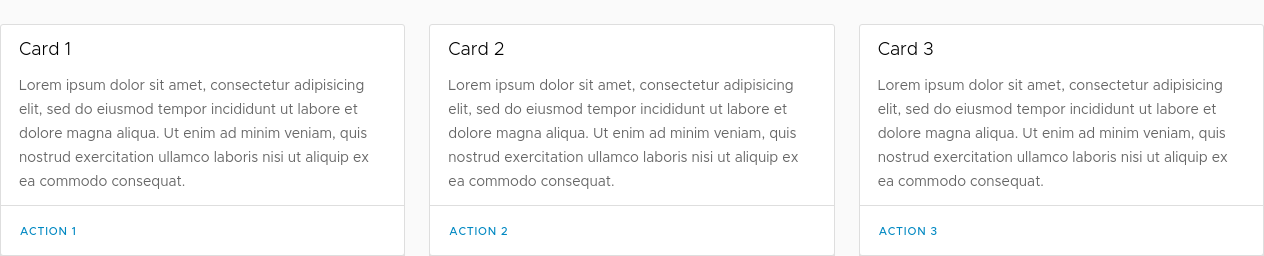 Card 1
Lorem ipsum dolor sit amet, consectetur adipisicing
elit, sed do eiusmod tempor incididunt ut labore et
dolore magna aliqua. Ut enim ad minim veniam, quis
nostrud exercitation ullamco laboris nisi ut aliquip ex
ea commodo consequat.
ACTION 1
Card 2
Lorem ipsum dolor sit amet, consectetur adipisicing
elit, sed do eiusmod tempor incididunt ut labore et
dolore magna aliqua. Ut enim ad minim veniam, quis
nostrud exercitation ullamco laboris nisi ut aliquip ex
ea commodo consequat.
ACTION 2
Card 3
Lorem ipsum dolor sit amet, consectetur adipisicing
elit, sed do eiusmod tempor incididunt ut labore et
dolore magna aliqua. Ut enim ad minim veniam, quis
nostrud exercitation ullamco laboris nisi ut aliquip ex
ea commodo consequat.
ACTION 3